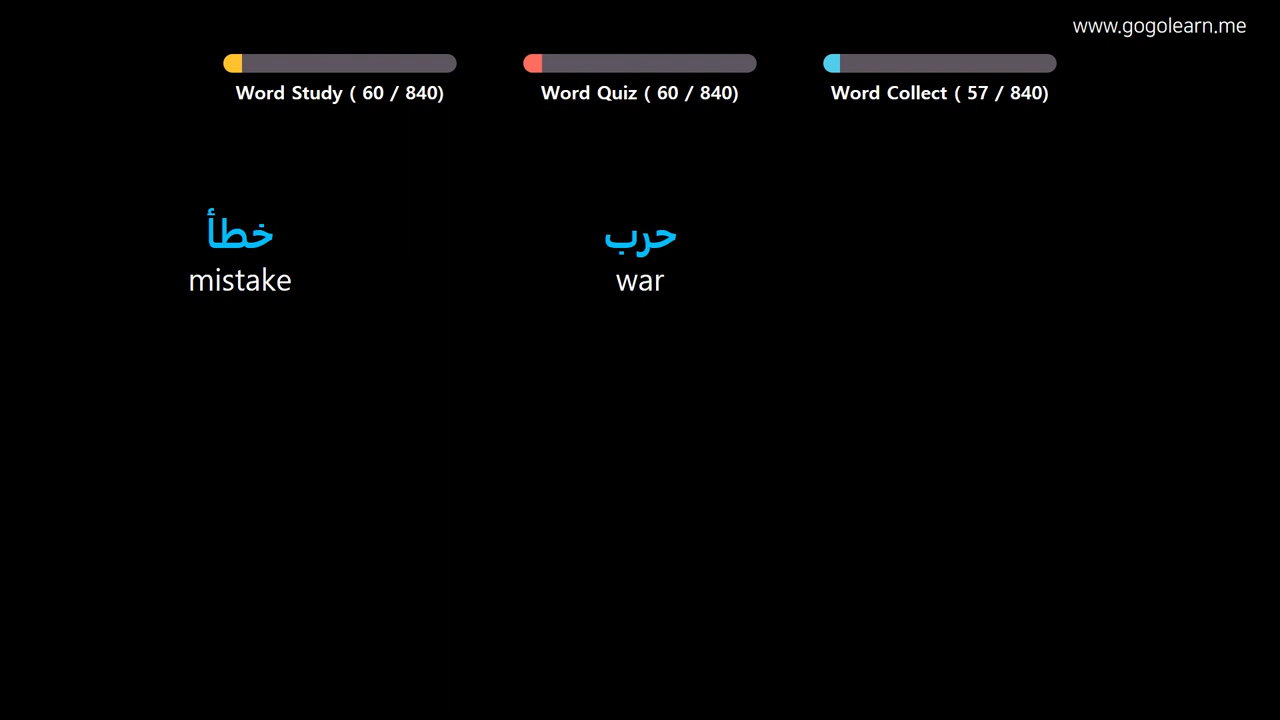 www.gogolearn.me
Word Study ( 60 / 840)
Word Quiz ( 60 / 840)
Word Collect ( 57 / 840)
خطأ
mistake
حرب
war